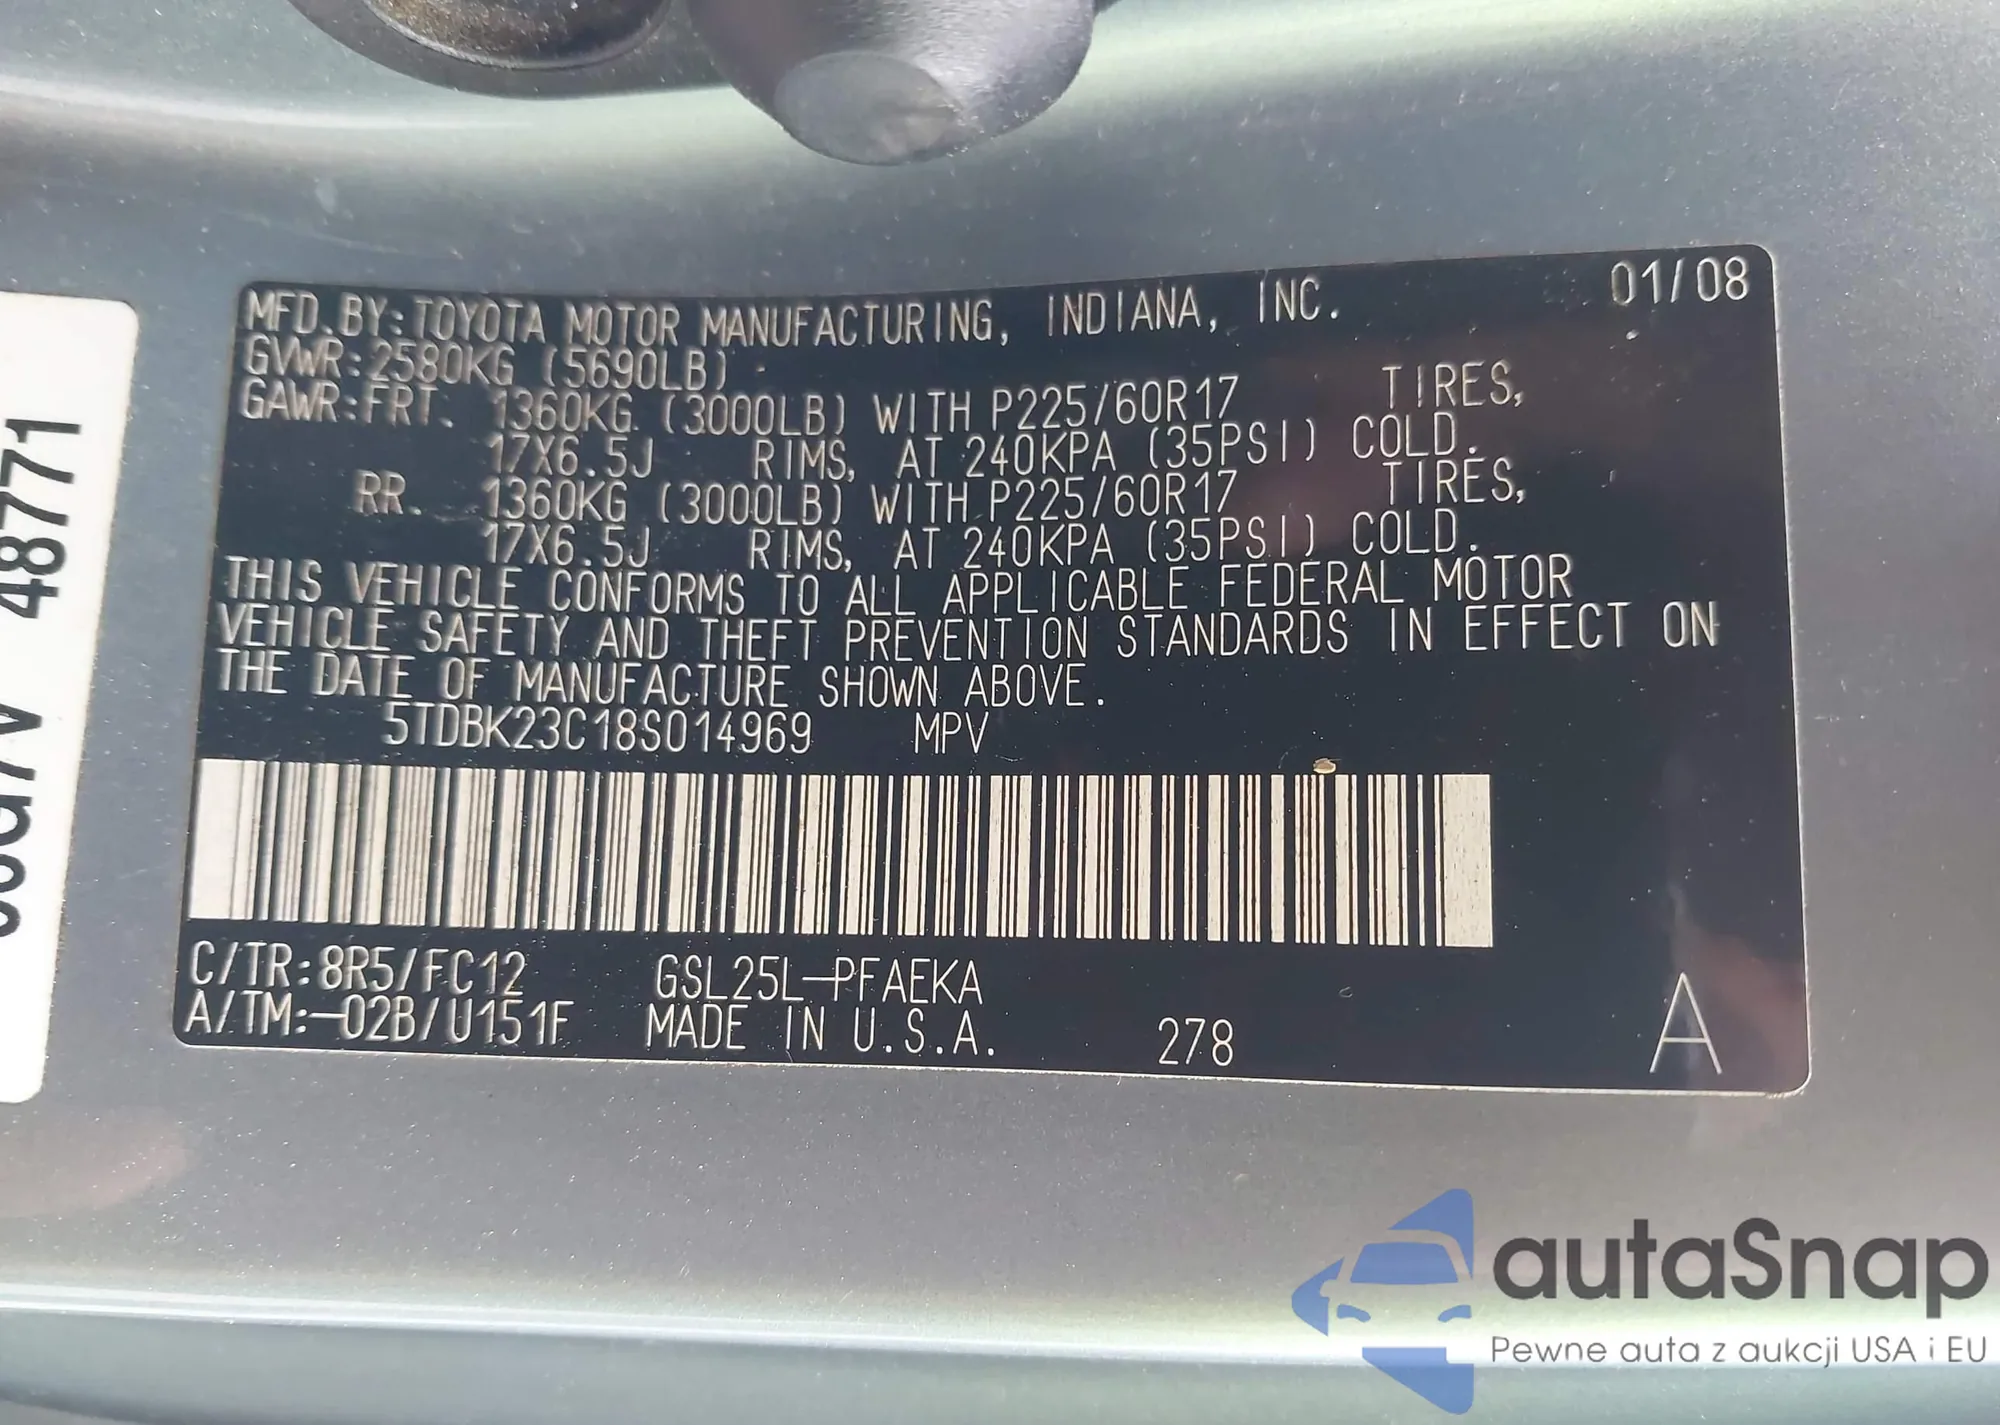 MFD.BY:TOYOTA MOTOR MANUFACTURING, INDIANA, INC. 01/08
GVWR:2580KG (5690LB)
GAWR:FRT. 1360KG (3000LB) WITH P225/60R17 TIRES,
17X6.5J RIMS, AT 240KPA (35PSI) COLD.
RR. 1360KG (3000LB) WITH P225/60R17 TIRES,
17X6.5J RIMS, AT 240KPA (35PSI) COLD.
THIS VEHICLE CONFORMS TO ALL APPLICABLE FEDERAL MOTOR
VEHICLE SAFETY AND THEFT PREVENTION STANDARDS IN EFFECT ON
THE DATE OF MANUFACTURE SHOWN ABOVE.
5TDBK23C18S014969 MPV
C/TR:8R5/FC12 GSL25L-PFAEKA
A/TM:-02B/U151F MADE IN U.S.A. 278 A
48771
autaSnap
Pewne auta z aukcji USA i EU